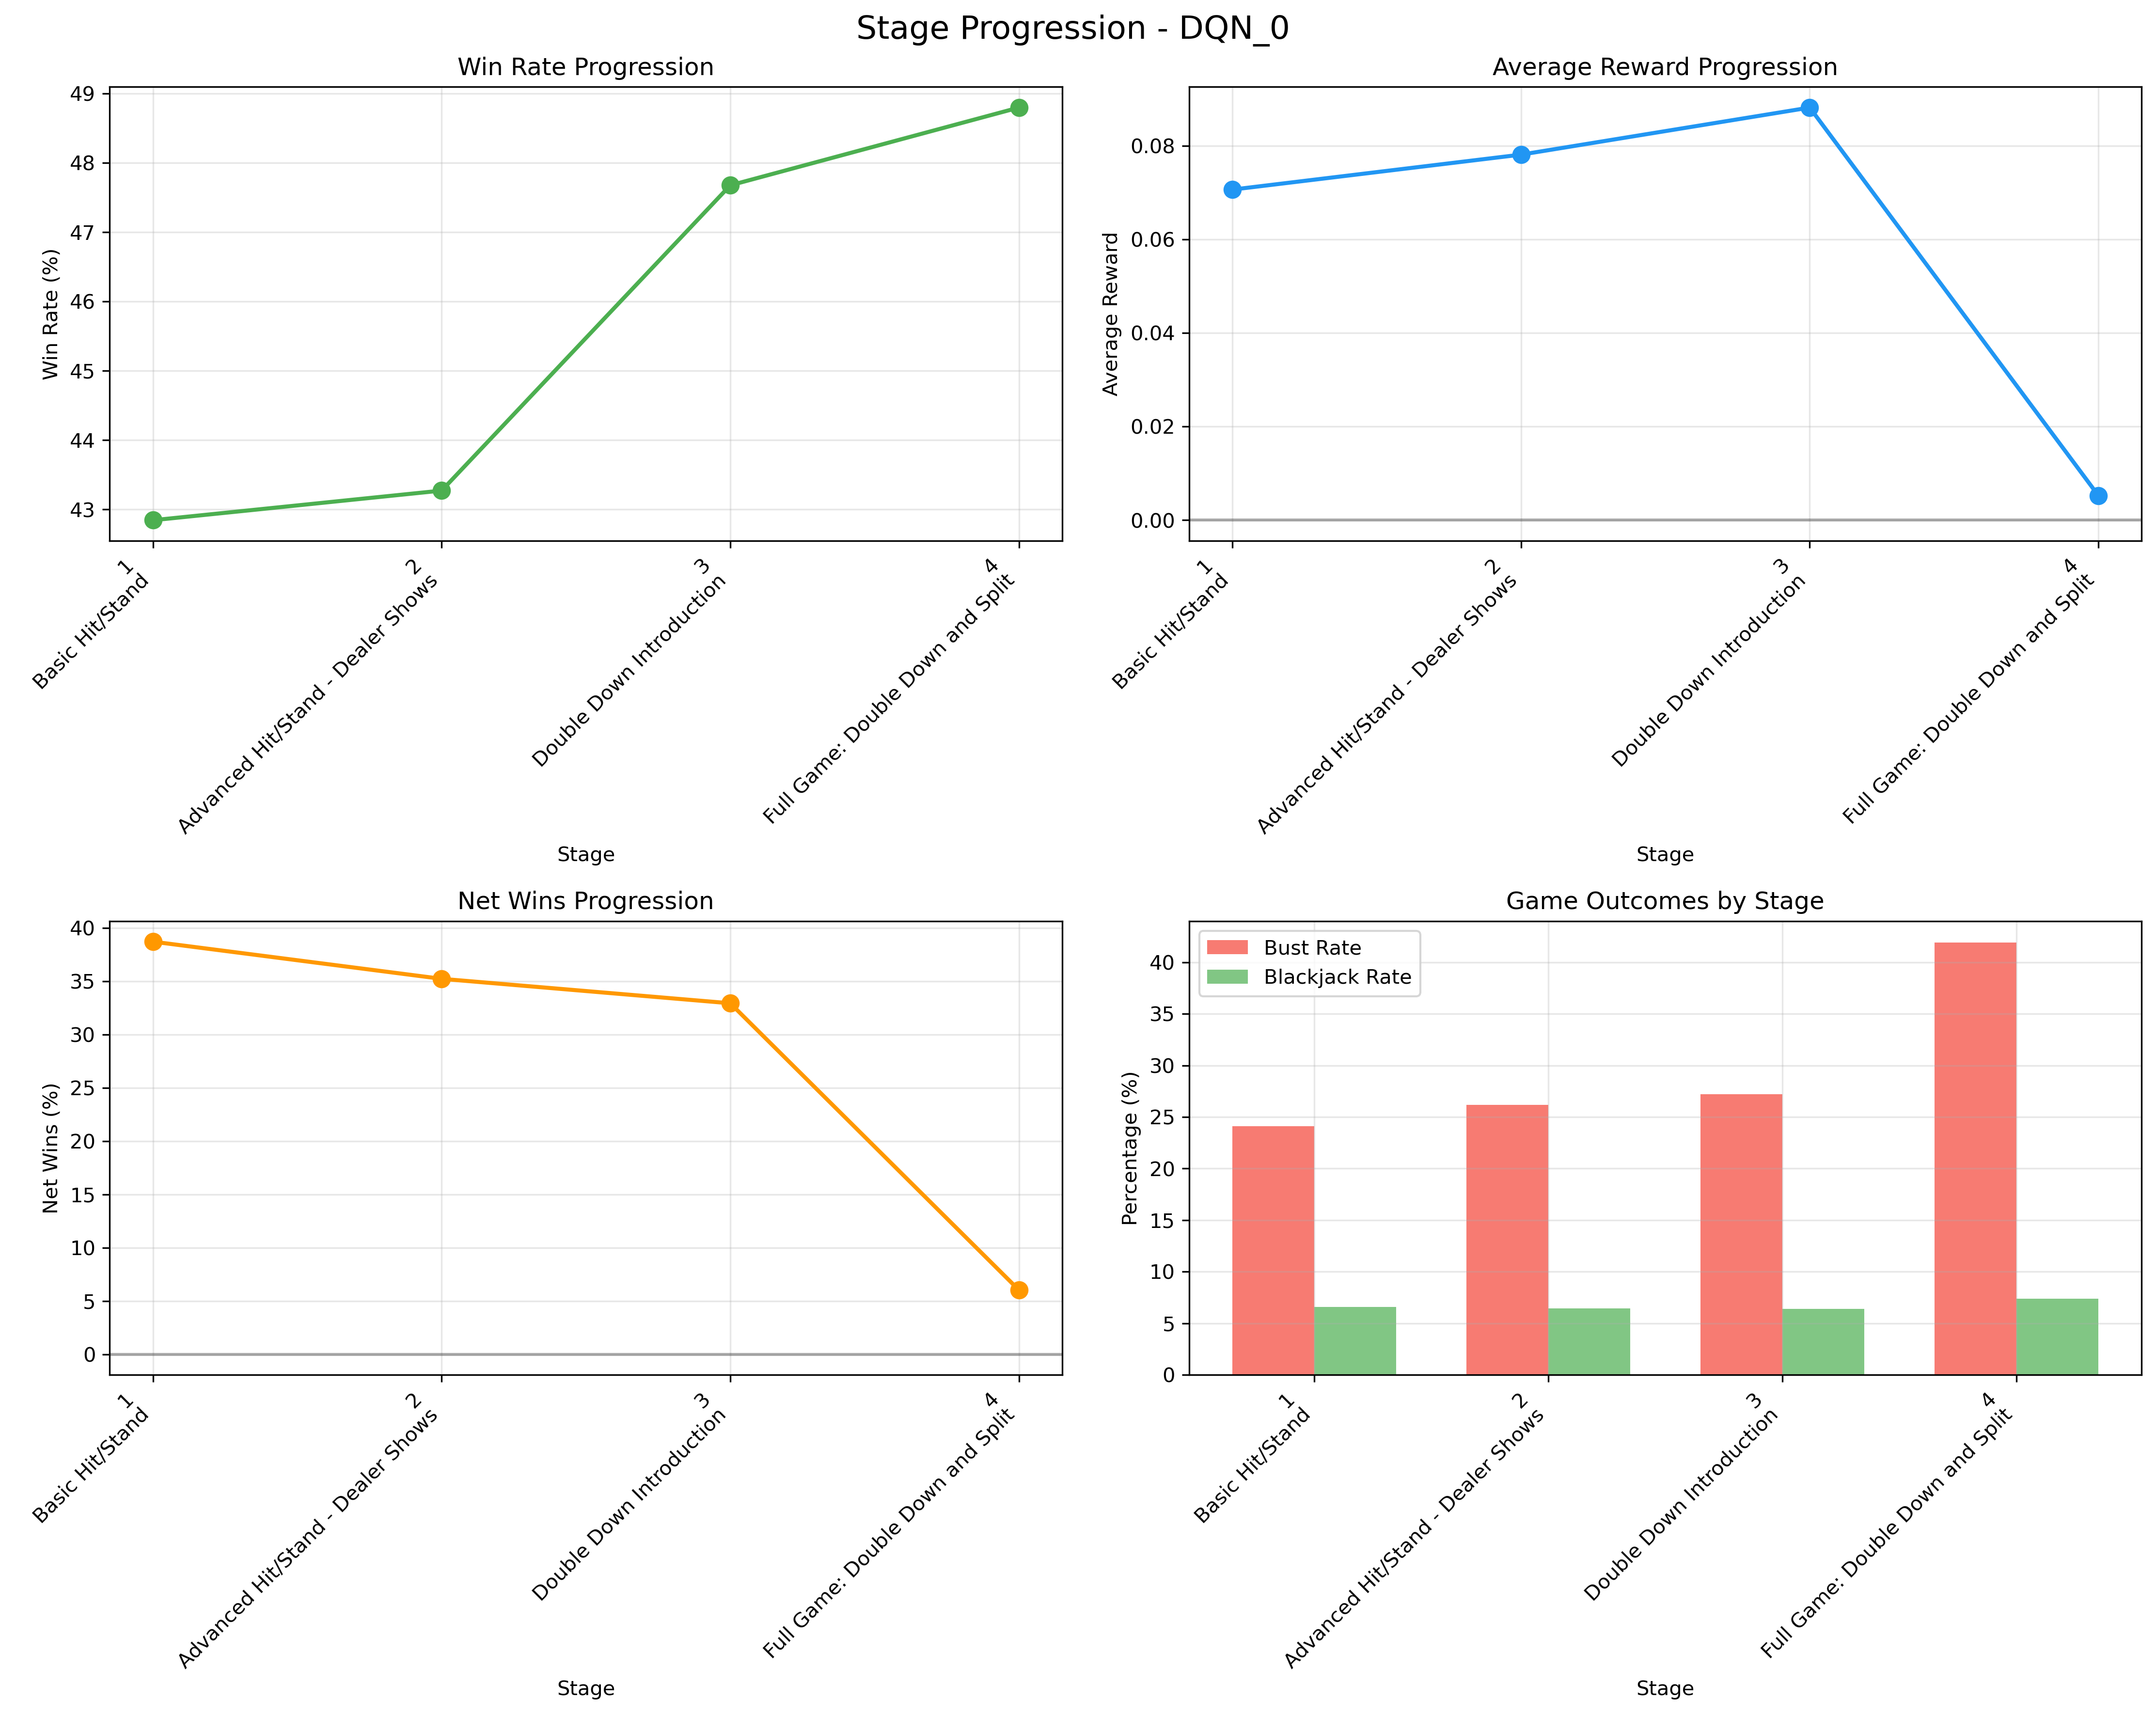 Stage Progression - DQN_0
Win Rate Progression
Win Rate (%)
49
48
47
46
45
44
43
1
Basic Hit/Stand
2
Advanced Hit/Stand - Dealer Shows
3
Double Down Introduction
4
Full Game: Double Down and Split
Stage
Average Reward Progression
Average Reward
0.08
0.06
0.04
0.02
0.00
1
Basic Hit/Stand
2
Advanced Hit/Stand - Dealer Shows
3
Double Down Introduction
4
Full Game: Double Down and Split
Stage
Net Wins Progression
Net Wins (%)
40
35
30
25
20
15
10
5
0
1
Basic Hit/Stand
2
Advanced Hit/Stand - Dealer Shows
3
Double Down Introduction
4
Full Game: Double Down and Split
Stage
Game Outcomes by Stage
Bust Rate
Blackjack Rate
Percentage (%)
40
35
30
25
20
15
10
5
0
1
Basic Hit/Stand
2
Advanced Hit/Stand - Dealer Shows
3
Double Down Introduction
4
Full Game: Double Down and Split
Stage